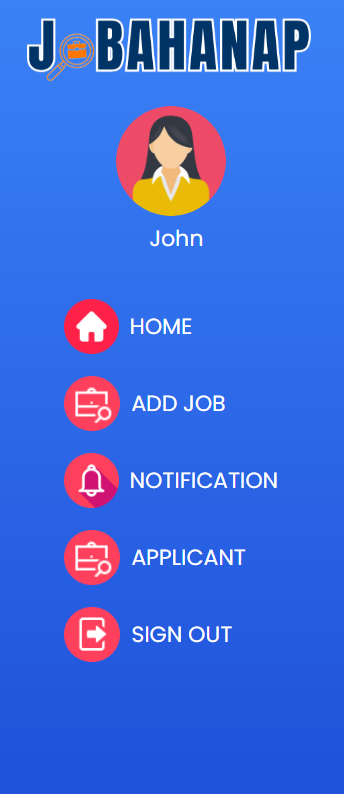 JOBAHANAP
John
HOME
ADD JOB
NOTIFICATION
APPLICANT
SIGN OUT